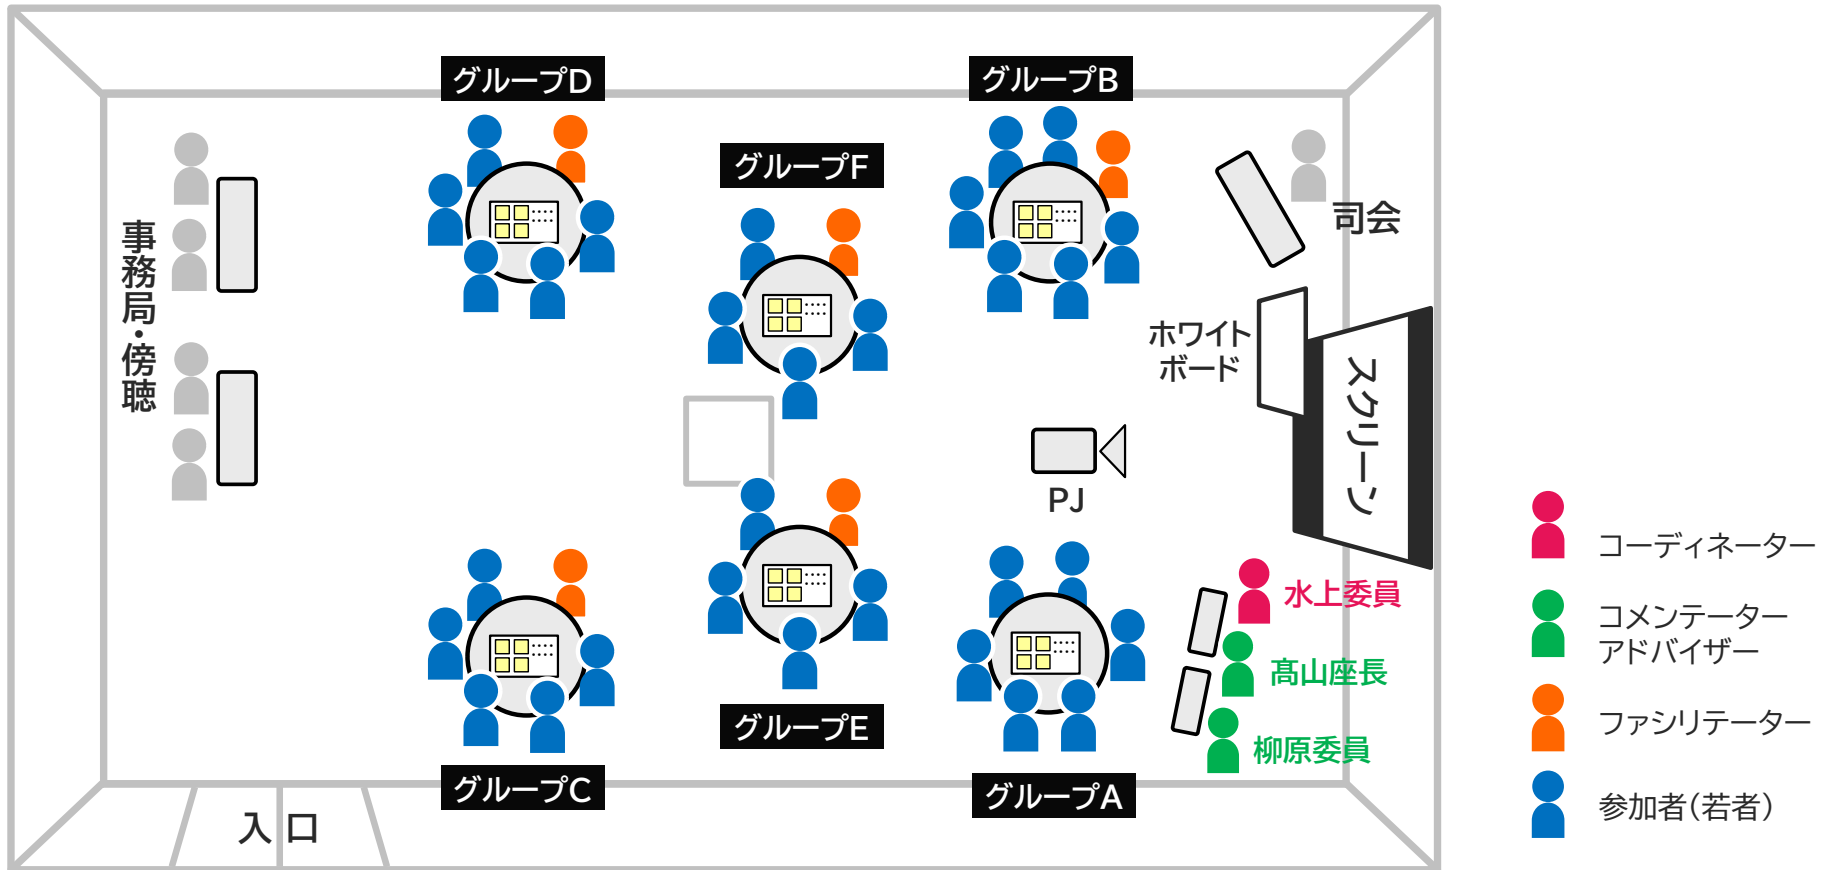 グループD
グループB
グループF
司会
事務局・傍聴
ホワイト
ボード
スクリーン
PJ
水上委員
髙山座長
柳原委員
グループE
グループC
グループA
入口
コーディネーター
コメンテーター
アドバイザー
ファシリテーター
参加者(若者)